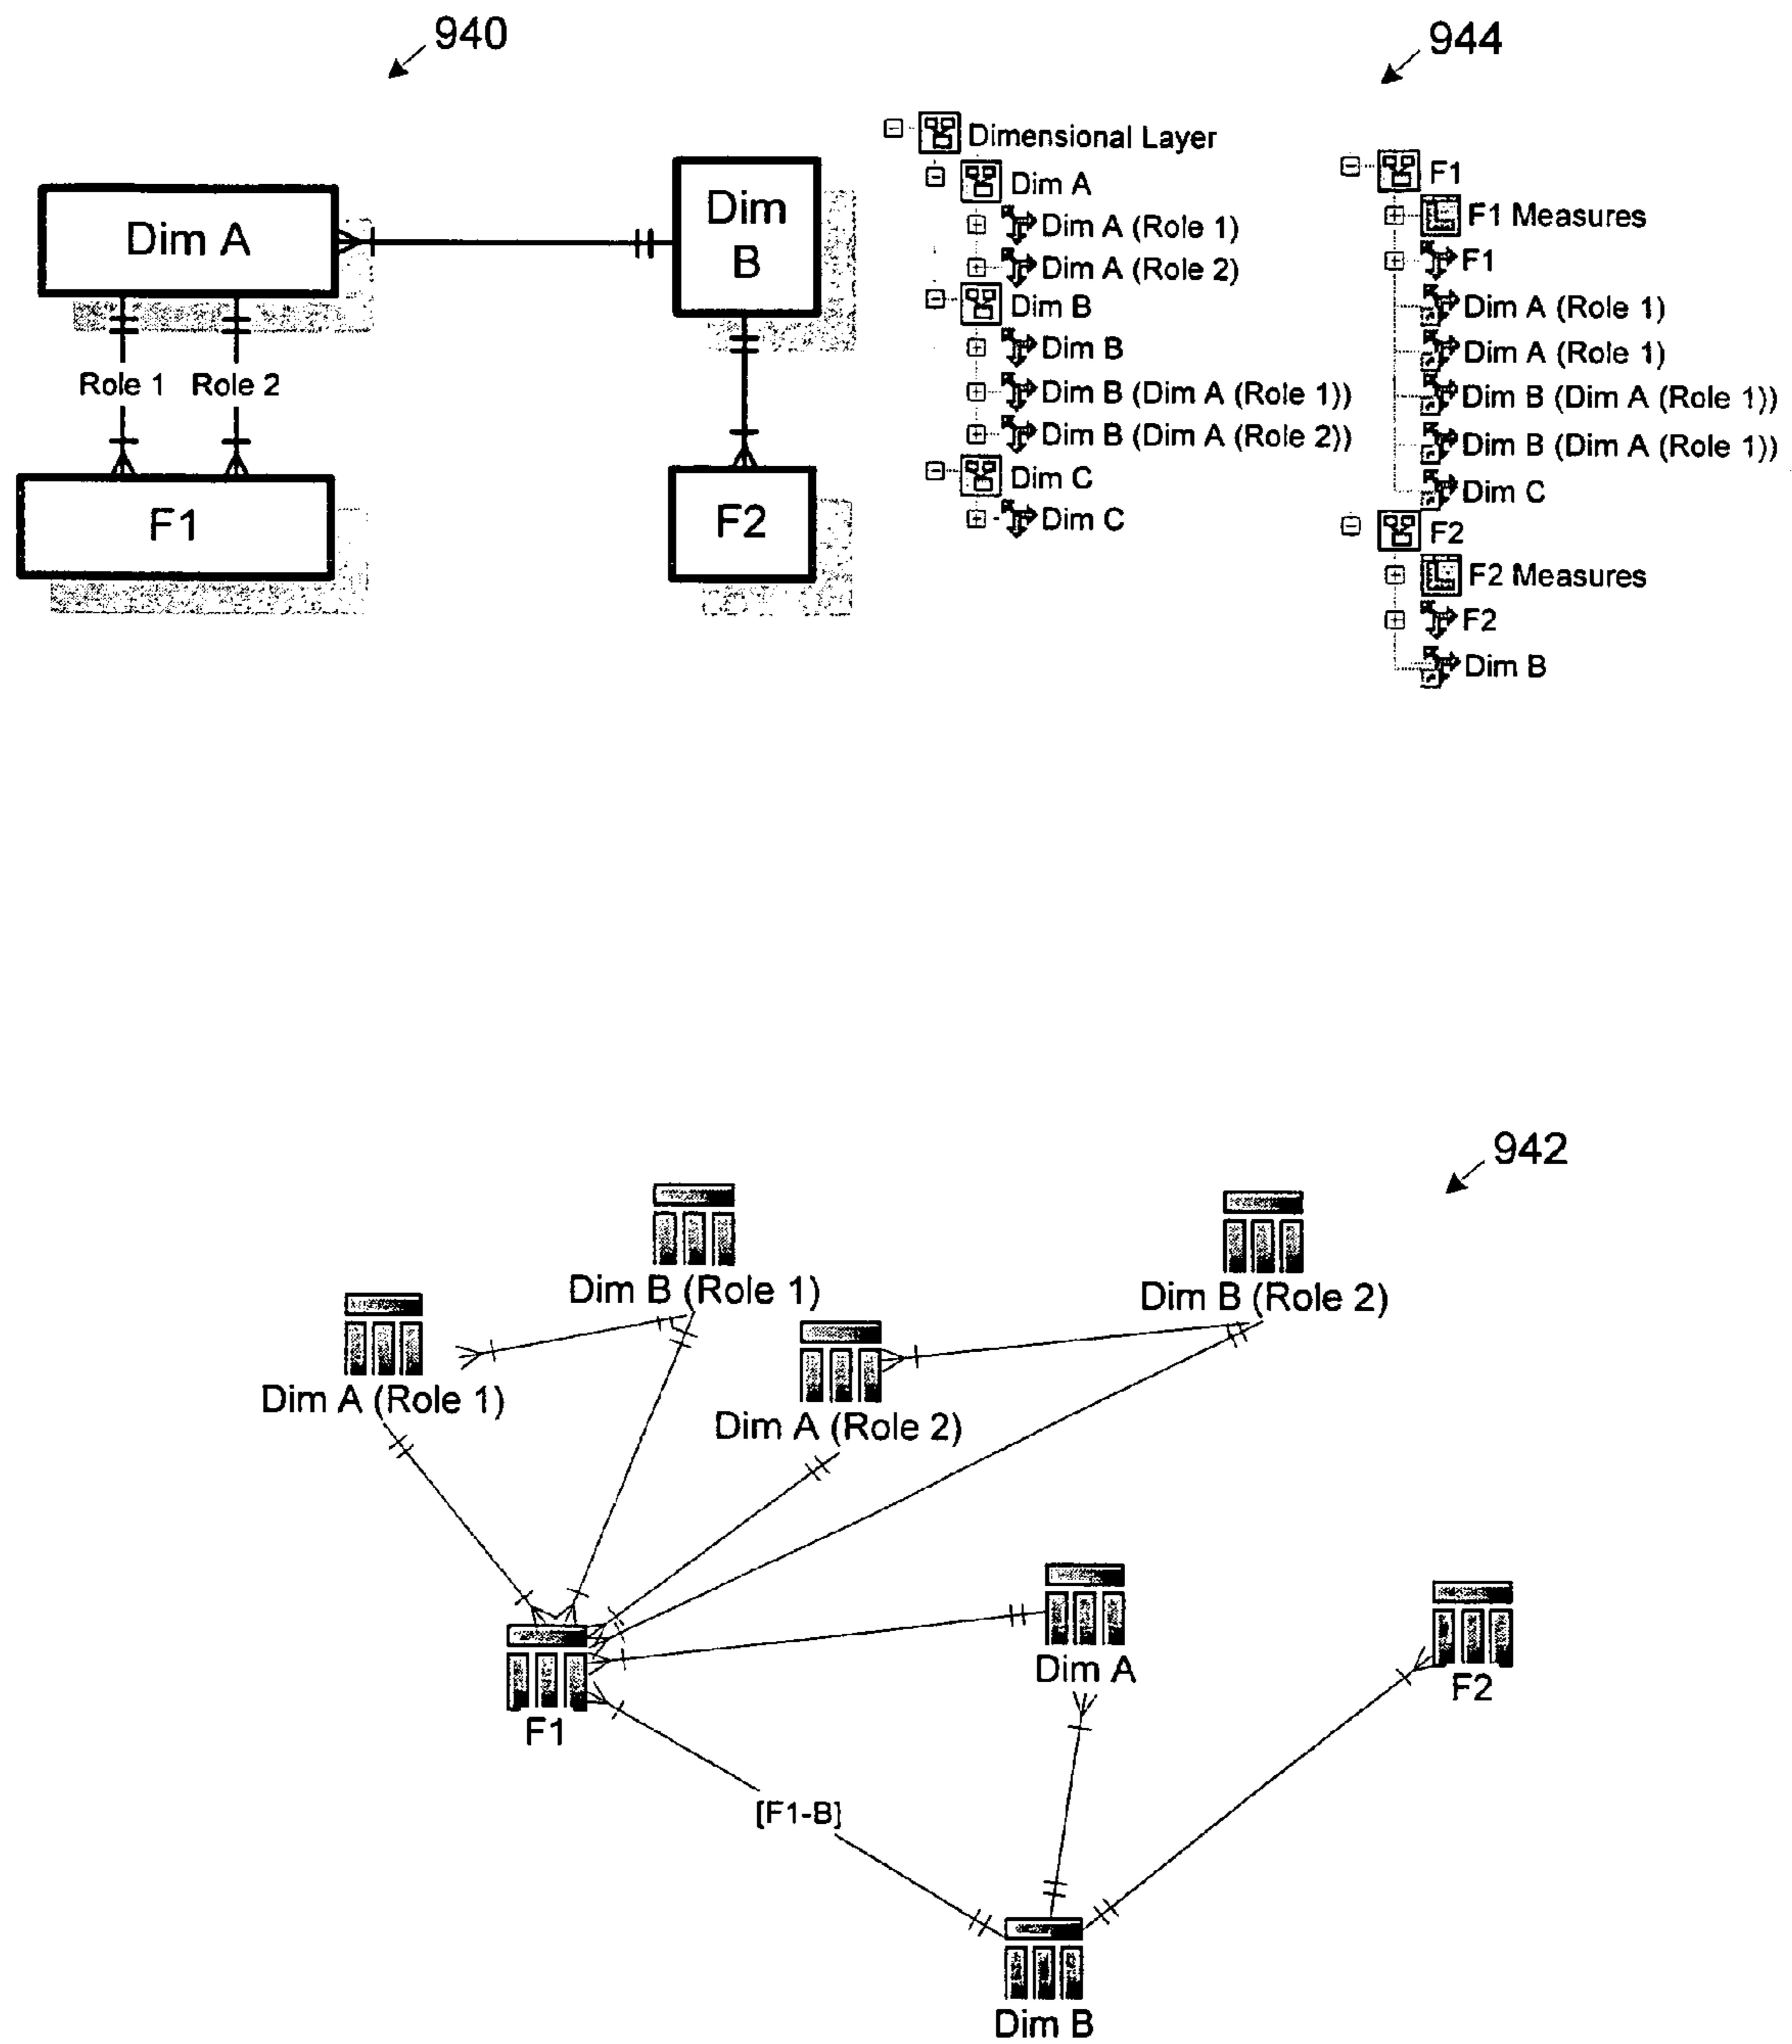 940
944
Dim A
Dim
B
Role 1
Role 2
F1
F2
Dimensional Layer
Dim A
Dim A (Role 1)
Dim A (Role 2)
Dim B
Dim B
Dim B (Dim A (Role 1))
Dim B (Dim A (Role 2))
Dim C
Dim C
F1
F1 Measures
F1
Dim A (Role 1)
Dim A (Role 1)
Dim B (Dim A (Role 1))
Dim B (Dim A (Role 1))
Dim C
F2
F2 Measures
F2
Dim B
942
Dim B (Role 1)
Dim B (Role 2)
Dim A (Role 1)
Dim A (Role 2)
Dim A
F2
F1
[F1-B]
Dim B